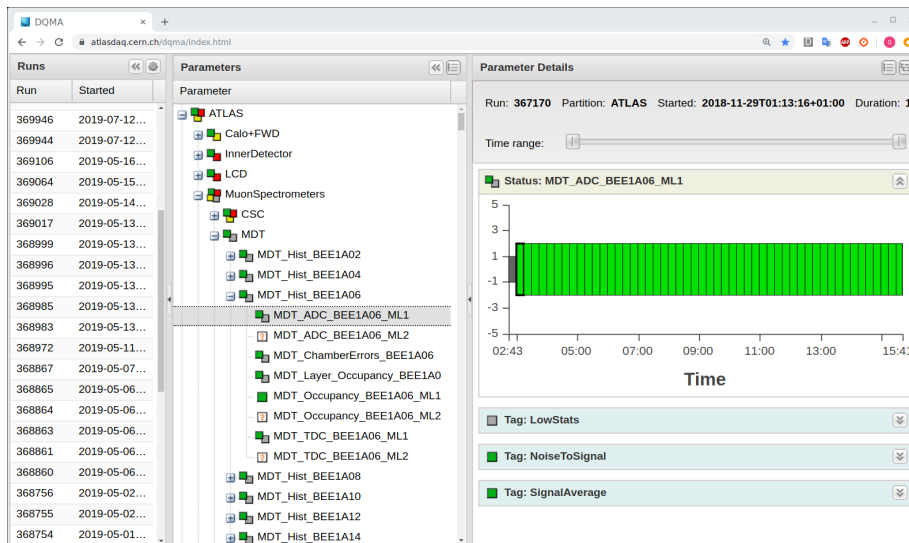 DQMA
atlasdaq.cern.ch/dqma/index.html
Runs
Run Started
369946 2019-07-12...
369944 2019-07-12...
369106 2019-05-16...
369064 2019-05-15...
369028 2019-05-14...
369017 2019-05-13...
368999 2019-05-13...
368996 2019-05-13...
368995 2019-05-13...
368985 2019-05-13...
368983 2019-05-13...
368972 2019-05-11...
368867 2019-05-07...
368865 2019-05-06...
368864 2019-05-06...
368863 2019-05-06...
368861 2019-05-06...
368860 2019-05-06...
368756 2019-05-02...
368755 2019-05-02...
368754 2019-05-01...
Parameters
Parameter
ATLAS
Calo+FWD
InnerDetector
LCD
MuonSpectrometers
CSC
MDT
MDT_Hist_BEE1A02
MDT_Hist_BEE1A04
MDT_Hist_BEE1A06
MDT_ADC_BEE1A06_ML1
MDT_ADC_BEE1A06_ML2
MDT_ChamberErrors_BEE1A06
MDT_Layer_Occupancy_BEE1A0
MDT_Occupancy_BEE1A06_ML1
MDT_Occupancy_BEE1A06_ML2
MDT_TDC_BEE1A06_ML1
MDT_TDC_BEE1A06_ML2
MDT_Hist_BEE1A08
MDT_Hist_BEE1A10
MDT_Hist_BEE1A12
MDT_Hist_BEE1A14
Parameter Details
Run: 367170 Partition: ATLAS Started: 2018-11-29T01:13:16+01:00 Duration: 1
Time range:
Status: MDT_ADC_BEE1A06_ML1
5
3
1
-1
-3
-5
02:43 05:00 07:00 09:00 11:00 13:00 15:41
Time
Tag: LowStats
Tag: NoiseToSignal
Tag: SignalAverage